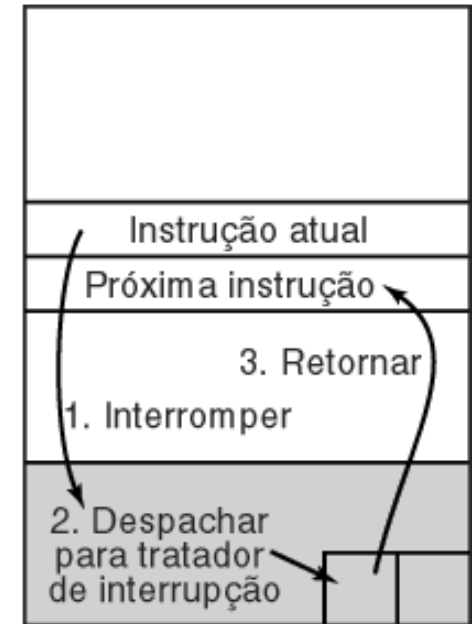 Instrução atual
Próxima instrução
3. Retornar
1. Interromper
2. Despachar
para tratador
de interrupção